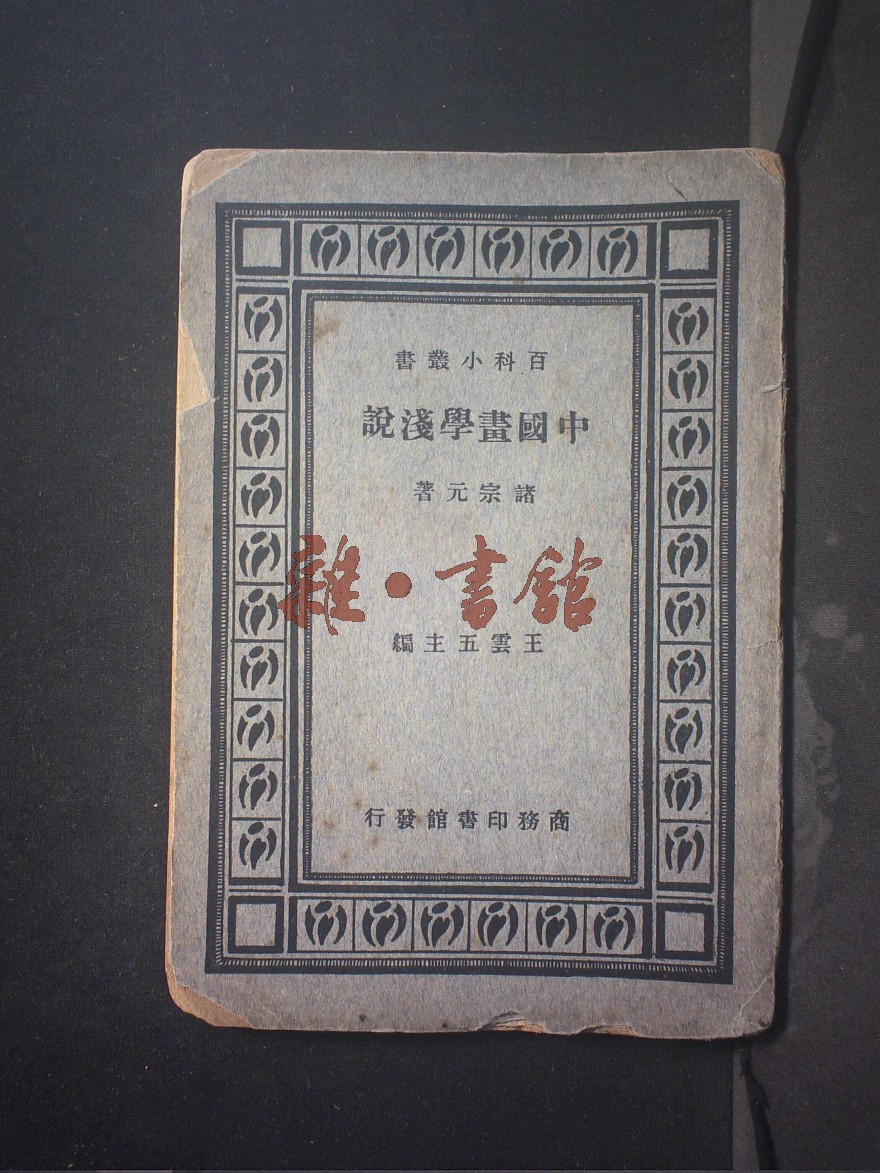 百科小叢書
中國畫學淺說
諸宗元著
雜·書館
王雲五主編
商務印書館發行